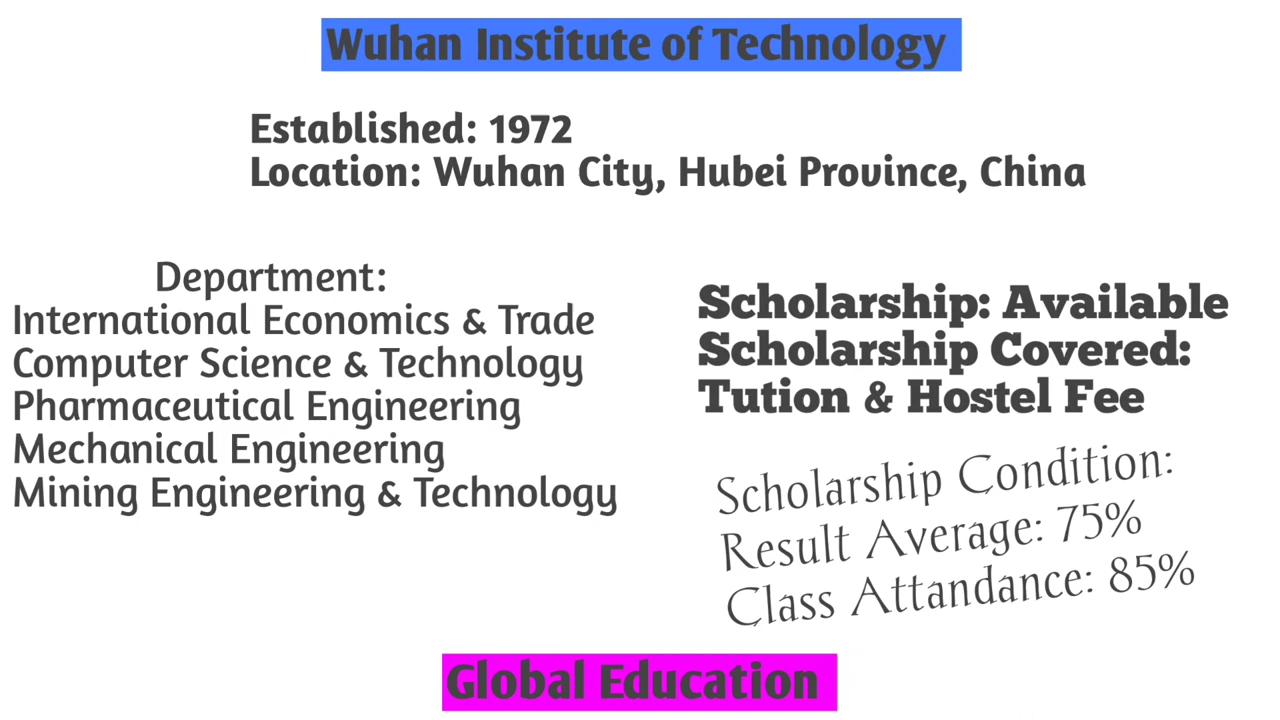 Wuhan Institute of Technology
Established: 1972
Location: Wuhan City, Hubei Province, China
Department:
International Economics & Trade
Computer Science & Technology
Pharmaceutical Engineering
Mechanical Engineering
Mining Engineering & Technology
Scholarship: Available
Scholarship Covered:
Tution & Hostel Fee
Scholarship Condition:
Result Average: 75%
Class Attandance: 85%
Global Education